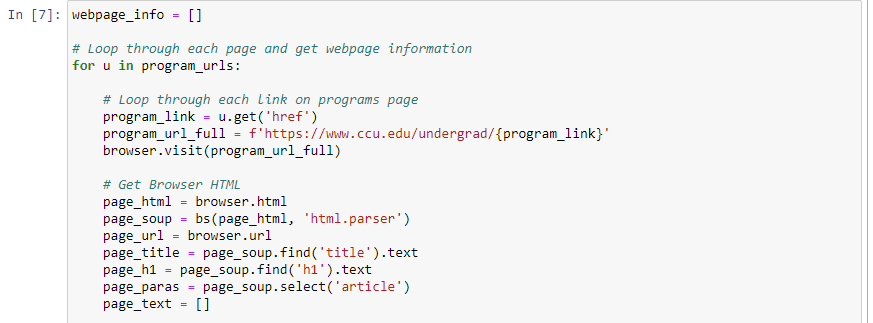 In [7]: webpage_info = []
# Loop through each page and get webpage information
for u in program_urls:
# Loop through each link on programs page
program_link = u.get('href')
program_url_full = f'https://www.ccu.edu/undergrad/{program_link}'
browser.visit(program_url_full)
# Get Browser HTML
page_html = browser.html
page_soup = bs(page_html, 'html.parser')
page_url = browser.url
page_title = page_soup.find('title').text
page_h1 = page_soup.find('h1').text
page_paras = page_soup.select('article')
page_text = []